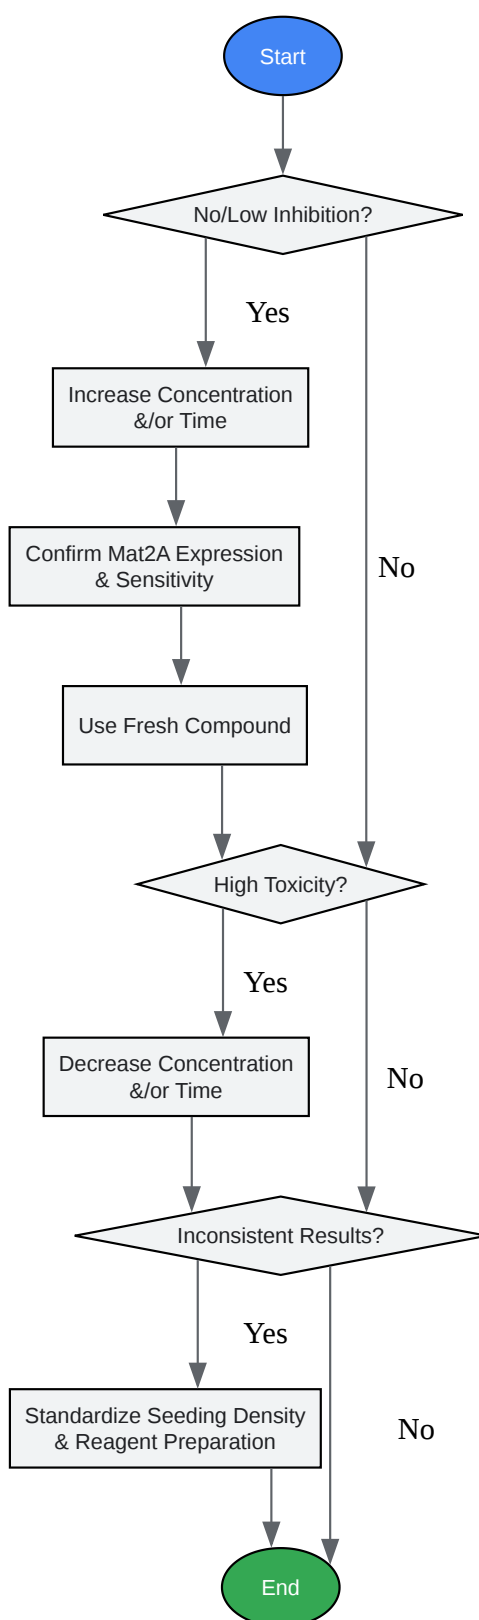 Start
No/Low Inhibition?
Yes
Increase Concentration
&/or Time
Confirm Mat2A Expression
& Sensitivity
No
Use Fresh Compound
High Toxicity?
Yes
Decrease Concentration
&/or Time
No
Inconsistent Results?
Yes
Standardize Seeding Density
& Reagent Preparation
No
End